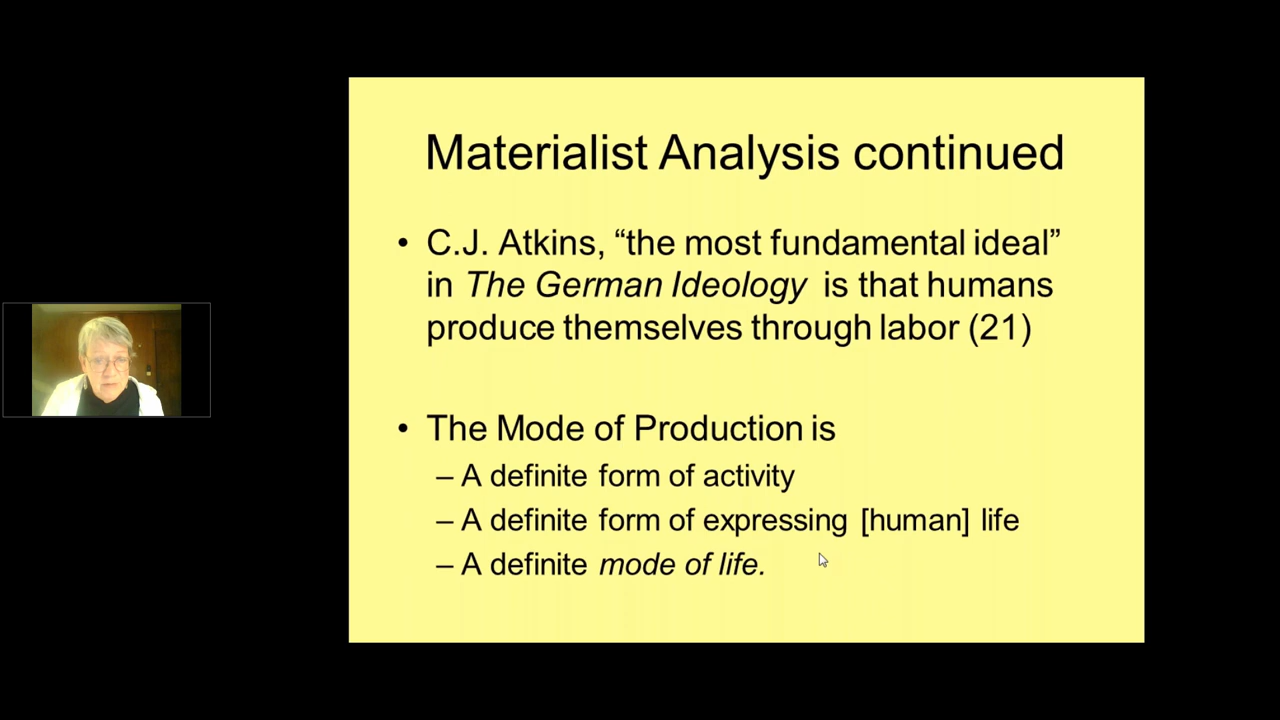 Materialist Analysis continued
• C.J. Atkins, “the most fundamental ideal”
in The German Ideology is that humans
produce themselves through labor (21)
• The Mode of Production is
– A definite form of activity
– A definite form of expressing [human] life
– A definite mode of life.